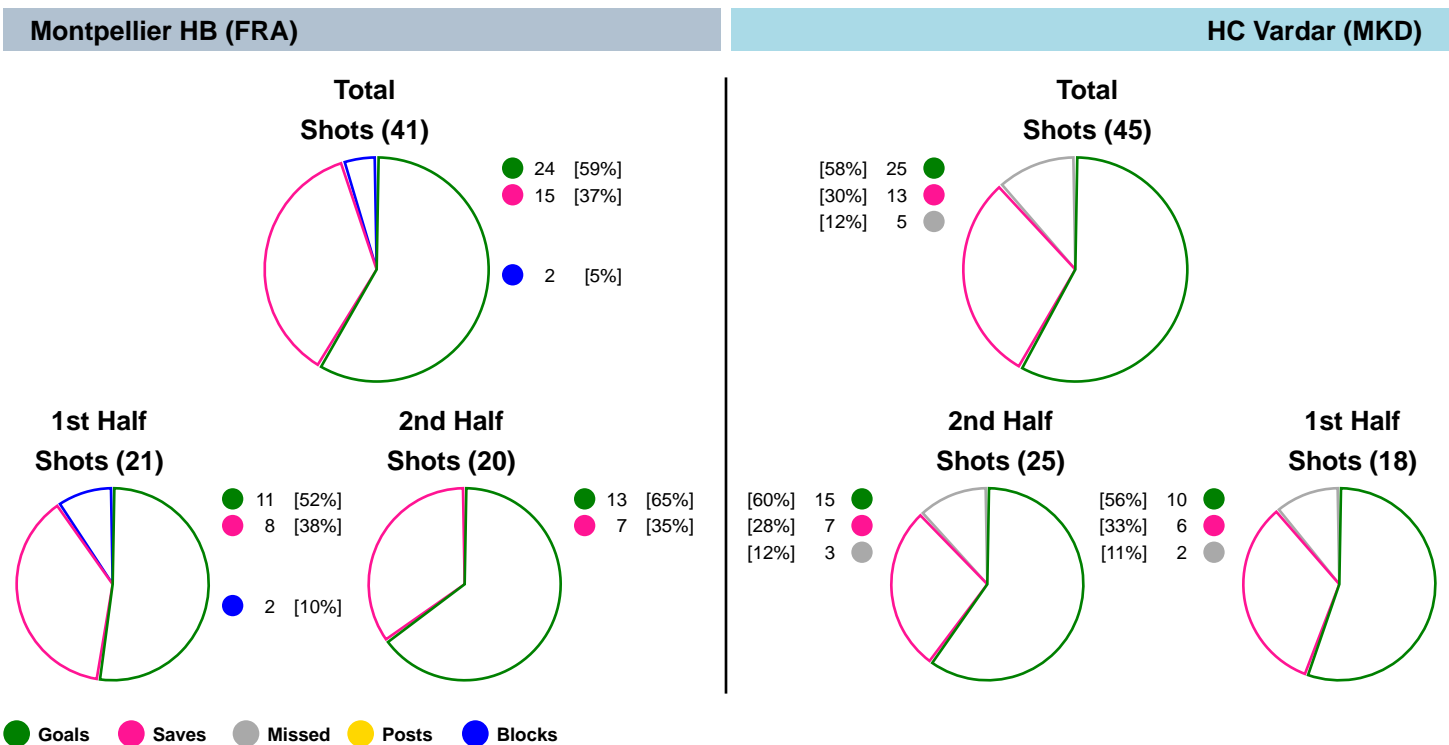 Montpellier HB (FRA)
HC Vardar (MKD)
Total
Shots (41)
24 [59%]
15 [37%]
2 [5%]
Total
Shots (45)
[58%] 25
[30%] 13
[12%] 5
1st Half
Shots (21)
11 [52%]
8 [38%]
2 [10%]
2nd Half
Shots (20)
13 [65%]
7 [35%]
2nd Half
Shots (25)
[60%] 15
[28%] 7
[12%] 3
1st Half
Shots (18)
[56%] 10
[33%] 6
[11%] 2
Goals Saves Missed Posts Blocks